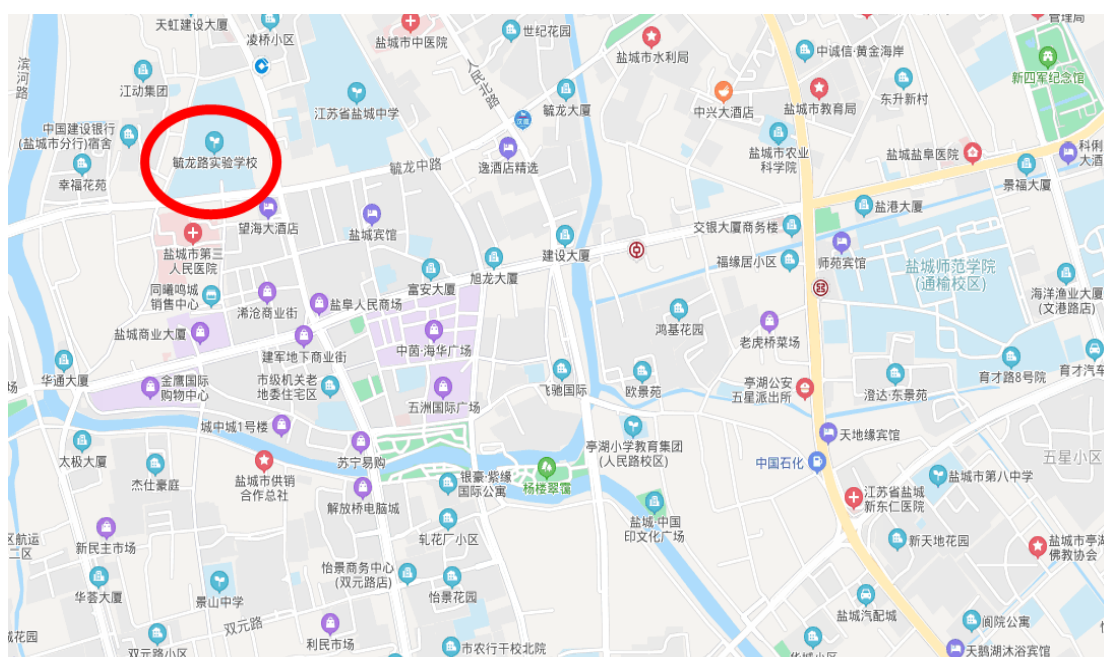 天虹建设大厦
凌桥小区
盐城市中医院
世纪花园
盐城市水利局
中诚信·黄金海岸
管理局
滨河路
江动集团
江苏省盐城中学
人民北路
毓龙大厦
中兴大酒店
盐城市教育局
东升新村
新四军纪念馆
中国建设银行
(盐城市分行)宿舍
毓龙路实验学校
幸福花苑
毓龙中路
逸酒店精选
盐城市农业
科学院
盐城盐阜医院
科俐
大酒
景福大厦
望海大酒店
盐城宾馆
盐城市第三
人民医院
建设大厦
交银大厦商务楼
盐港大厦
福缘居小区
师苑宾馆
盐城师范学院
(通榆校区)
海洋渔业大厦
(文港路店)
同曦鸣城
销售中心
浠沧商业街
盐阜人民商场
富安大厦
旭龙大厦
鸿基花园
老虎桥菜场
盐城商业大厦
建军地下商业街
中茵·海华广场
华通大厦
金鹰国际
购物中心
市级机关老
地委住宅区
五洲国际广场
飞驰国际
欧景苑
亭湖公安
五星派出所
澄达·东景苑
育才路8号院
育才汽车
场
城中城1号楼
苏宁易购
亭湖小学教育集团
(人民路校区)
天地缘宾馆
中国石化
五星小区
太极大厦
杰仕豪庭
盐城市供销
合作总社
解放桥电脑城
银豪·紫缘
国际公寓
杨楼翠霭
盐城·中国
印文化广场
江苏省盐城
新东仁医院
盐城市第八中学
区航运
二区
新民主市场
轧花厂小区
新天地花园
盐城市亭湖
佛教协会
华荟大厦
景山中学
怡景商务中心
(双元路店)
怡景花园
盐城汽配城
城花园
双元路小区
双元路
利民市场
市农行干校北院
华城小区
阆院公寓
天鹅湖沐浴宾馆